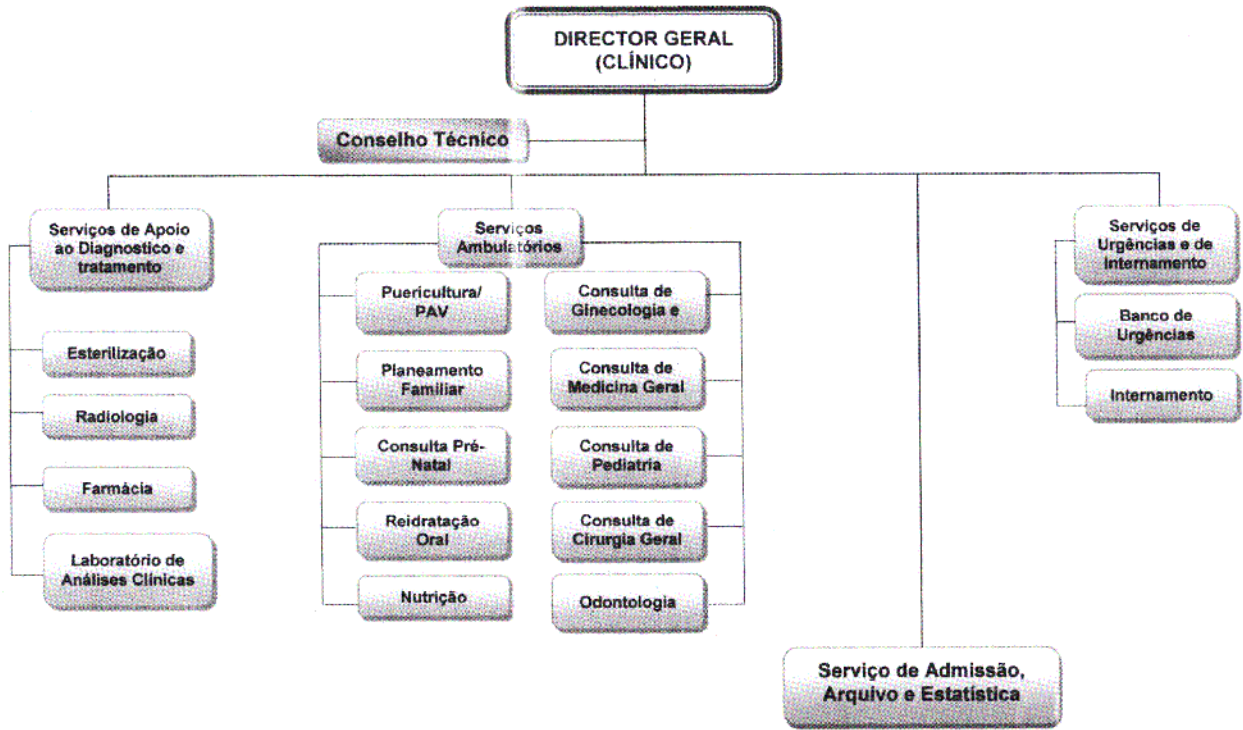 DIRECTOR GERAL
(CLÍNICO)
Conselho Técnico
Serviços de Apoio
ao Diagnostico e
tratamento
Esterilização
Radiologia
Farmácia
Laboratório de
Análises Clínicas
Serviços
Ambulatórios
Puericultura/
PAV
Planeamento
Familiar
Consulta Pré-
Natal
Reidratação
Oral
Nutrição
Consulta de
Ginecologia e
Consulta de
Medicina Geral
Consulta de
Pediatria
Consulta de
Cirurgia Geral
Odontologia
Serviço de Admissão,
Arquivo e Estatística
Serviços de
Urgências e de
Internamento
Banco de
Urgências
Internamento